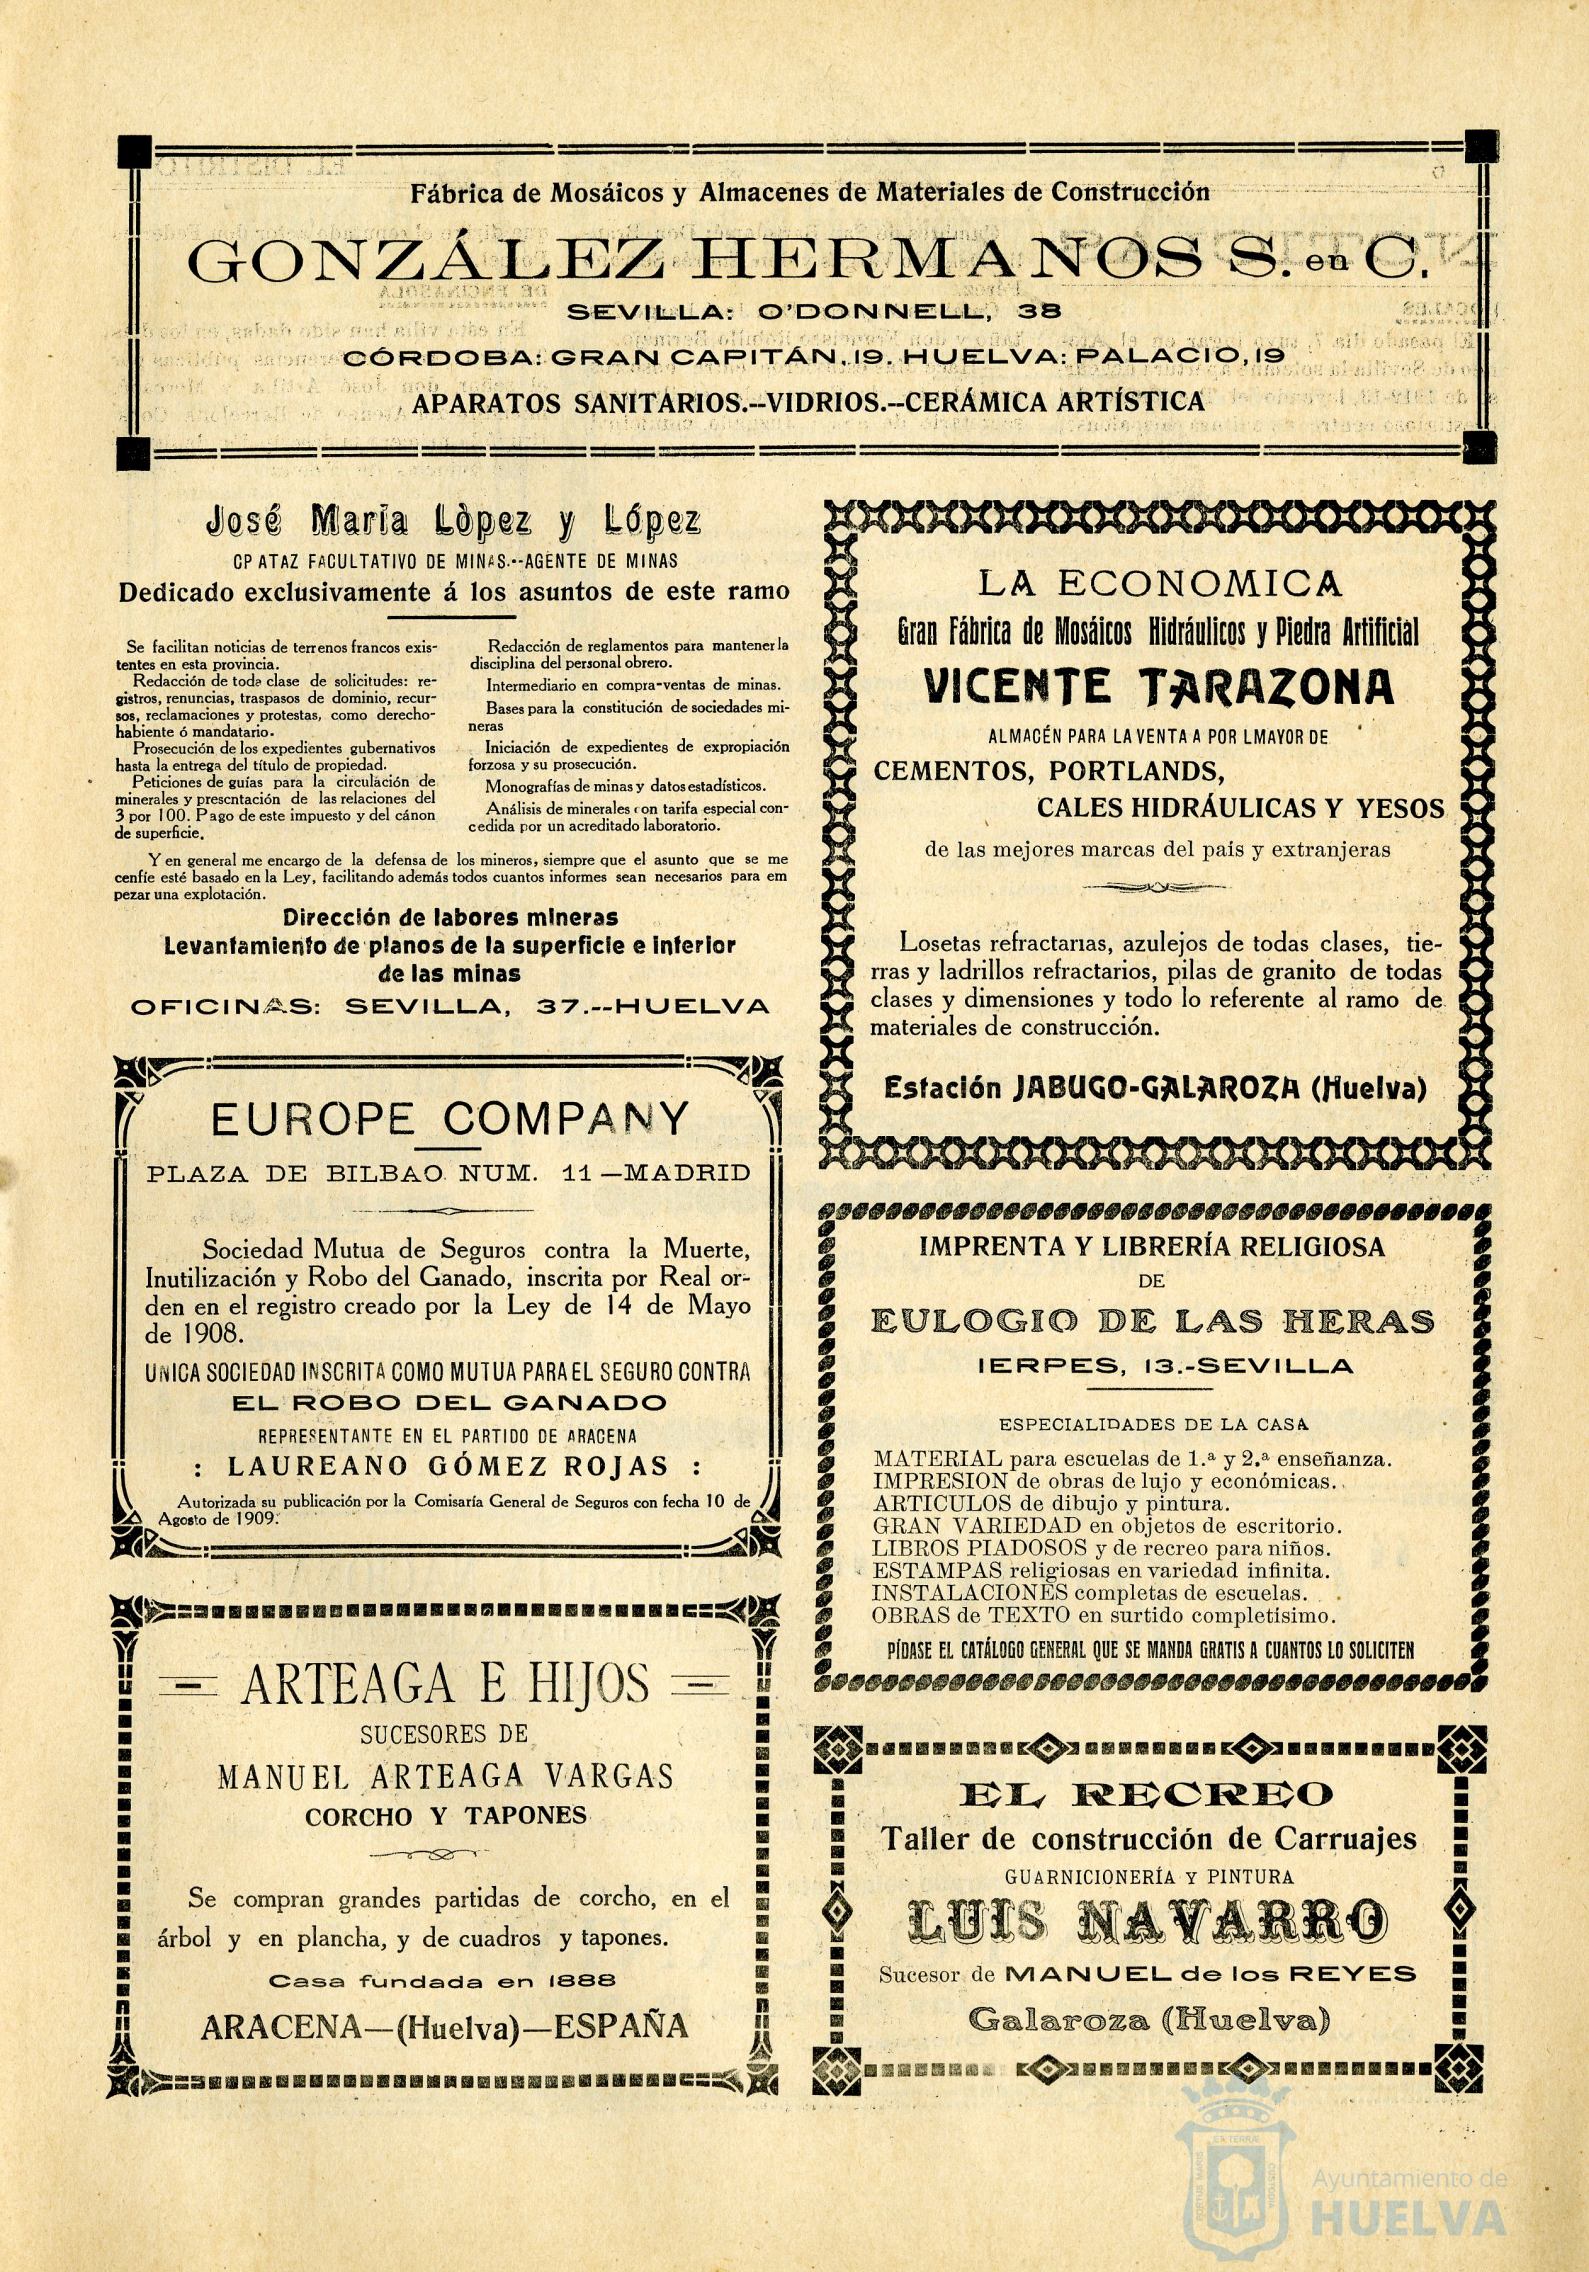 Fábrica de Mosáicos y Almacenes de Materiales de Construcción
GONZÁLEZ HERMANOS S. en C.
SEVILLA: O'DONNELL, 38
CÓRDOBA: GRAN CAPITÁN, 19. HUELVA: PALACIO, 19
APARATOS SANITARIOS.--VIDRIOS.--CERÁMICA ARTÍSTICA
José María Lòpez y López
CP ATAZ FACULTATIVO DE MINAS.--AGENTE DE MINAS
Dedicado exclusivamente á los asuntos de este ramo
Se facilitan noticias de terrenos francos exis-
tentes en esta provincia.
Redacción de toda clase de solicitudes: re-
gistros, renuncias, traspasos de dominio, recur-
sos, reclamaciones y protestas, como derecho-
habiente ó mandatario.
Prosecución de los expedientes gubernativos
hasta la entrega del título de propiedad.
Peticiones de guías para la circulación de
minerales y presentación de las relaciones del
3 por 100. Pago de este impuesto y del cánon
de superficie.
Redacción de reglamentos para mantener la
disciplina del personal obrero.
Intermediario en compra-ventas de minas.
Bases para la constitución de sociedades mi-
neras
Iniciación de expedientes de expropiación
forzosa y su prosecución.
Monografías de minas y datos estadísticos.
Análisis de minerales con tarifa especial con-
cedida por un acreditado laboratorio.
Y en general me encargo de la defensa de los mineros, siempre que el asunto que se me
cenfíe esté basado en la Ley, facilitando además todos cuantos informes sean necesarios para em
pezar una explotación.
Dirección de labores mineras
Levantamiento de planos de la superficie e interior
de las minas
OFICINAS: SEVILLA, 37.--HUELVA
LA ECONOMICA
Gran Fábrica de Mosáicos Hidráulicos y Piedra Artificial
VICENTE TARAZONA
ALMACÉN PARA LA VENTA A POR LMAYOR DE
CEMENTOS, PORTLANDS,
CALES HIDRÁULICAS Y YESOS
de las mejores marcas del país y extranjeras
Losetas refractarias, azulejos de todas clases, tie-
rras y ladrillos refractarios, pilas de granito de todas
clases y dimensiones y todo lo referente al ramo de
materiales de construcción.
Estación JABUGO-GALAROZA (Huelva)
EUROPE COMPANY
PLAZA DE BILBAO NUM. 11—MADRID
Sociedad Mutua de Seguros contra la Muerte,
Inutilización y Robo del Ganado, inscrita por Real or-
den en el registro creado por la Ley de 14 de Mayo
de 1908.
UNICA SOCIEDAD INSCRITA COMO MUTUA PARA EL SEGURO CONTRA
EL ROBO DEL GANADO
REPRESENTANTE EN EL PARTIDO DE ARACENA
: LAUREANO GÓMEZ ROJAS :
Autorizada su publicación por la Comisaría General de Seguros con fecha 10 de
Agosto de 1909.
IMPRENTA Y LIBRERÍA RELIGIOSA
DE
EULOGIO DE LAS HERAS
IERPES, 13.-SEVILLA
ESPECIALIDADES DE LA CASA
MATERIAL para escuelas de 1.ª y 2.ª enseñanza.
IMPRESION de obras de lujo y económicas.
ARTICULOS de dibujo y pintura.
GRAN VARIEDAD en objetos de escritorio.
LIBROS PIADOSOS y de recreo para niños.
ESTAMPAS religiosas en variedad infinita.
INSTALACIONES completas de escuelas.
OBRAS de TEXTO en surtido completísimo.
PÍDASE EL CATÁLOGO GENERAL QUE SE MANDA GRATIS A CUANTOS LO SOLICITEN
ARTEAGA E HIJOS
SUCESORES DE
MANUEL ARTEAGA VARGAS
CORCHO Y TAPONES
Se compran grandes partidas de corcho, en el
árbol y en plancha, y de cuadros y tapones.
Casa fundada en 1888
ARACENA—(Huelva)—ESPAÑA
EL RECREO
Taller de construcción de Carruajes
GUARNICIONERÍA Y PINTURA
LUIS NAVARRO
Sucesor de MANUEL de los REYES
Galaroza (Huelva)
Ayuntamiento de
HUELVA